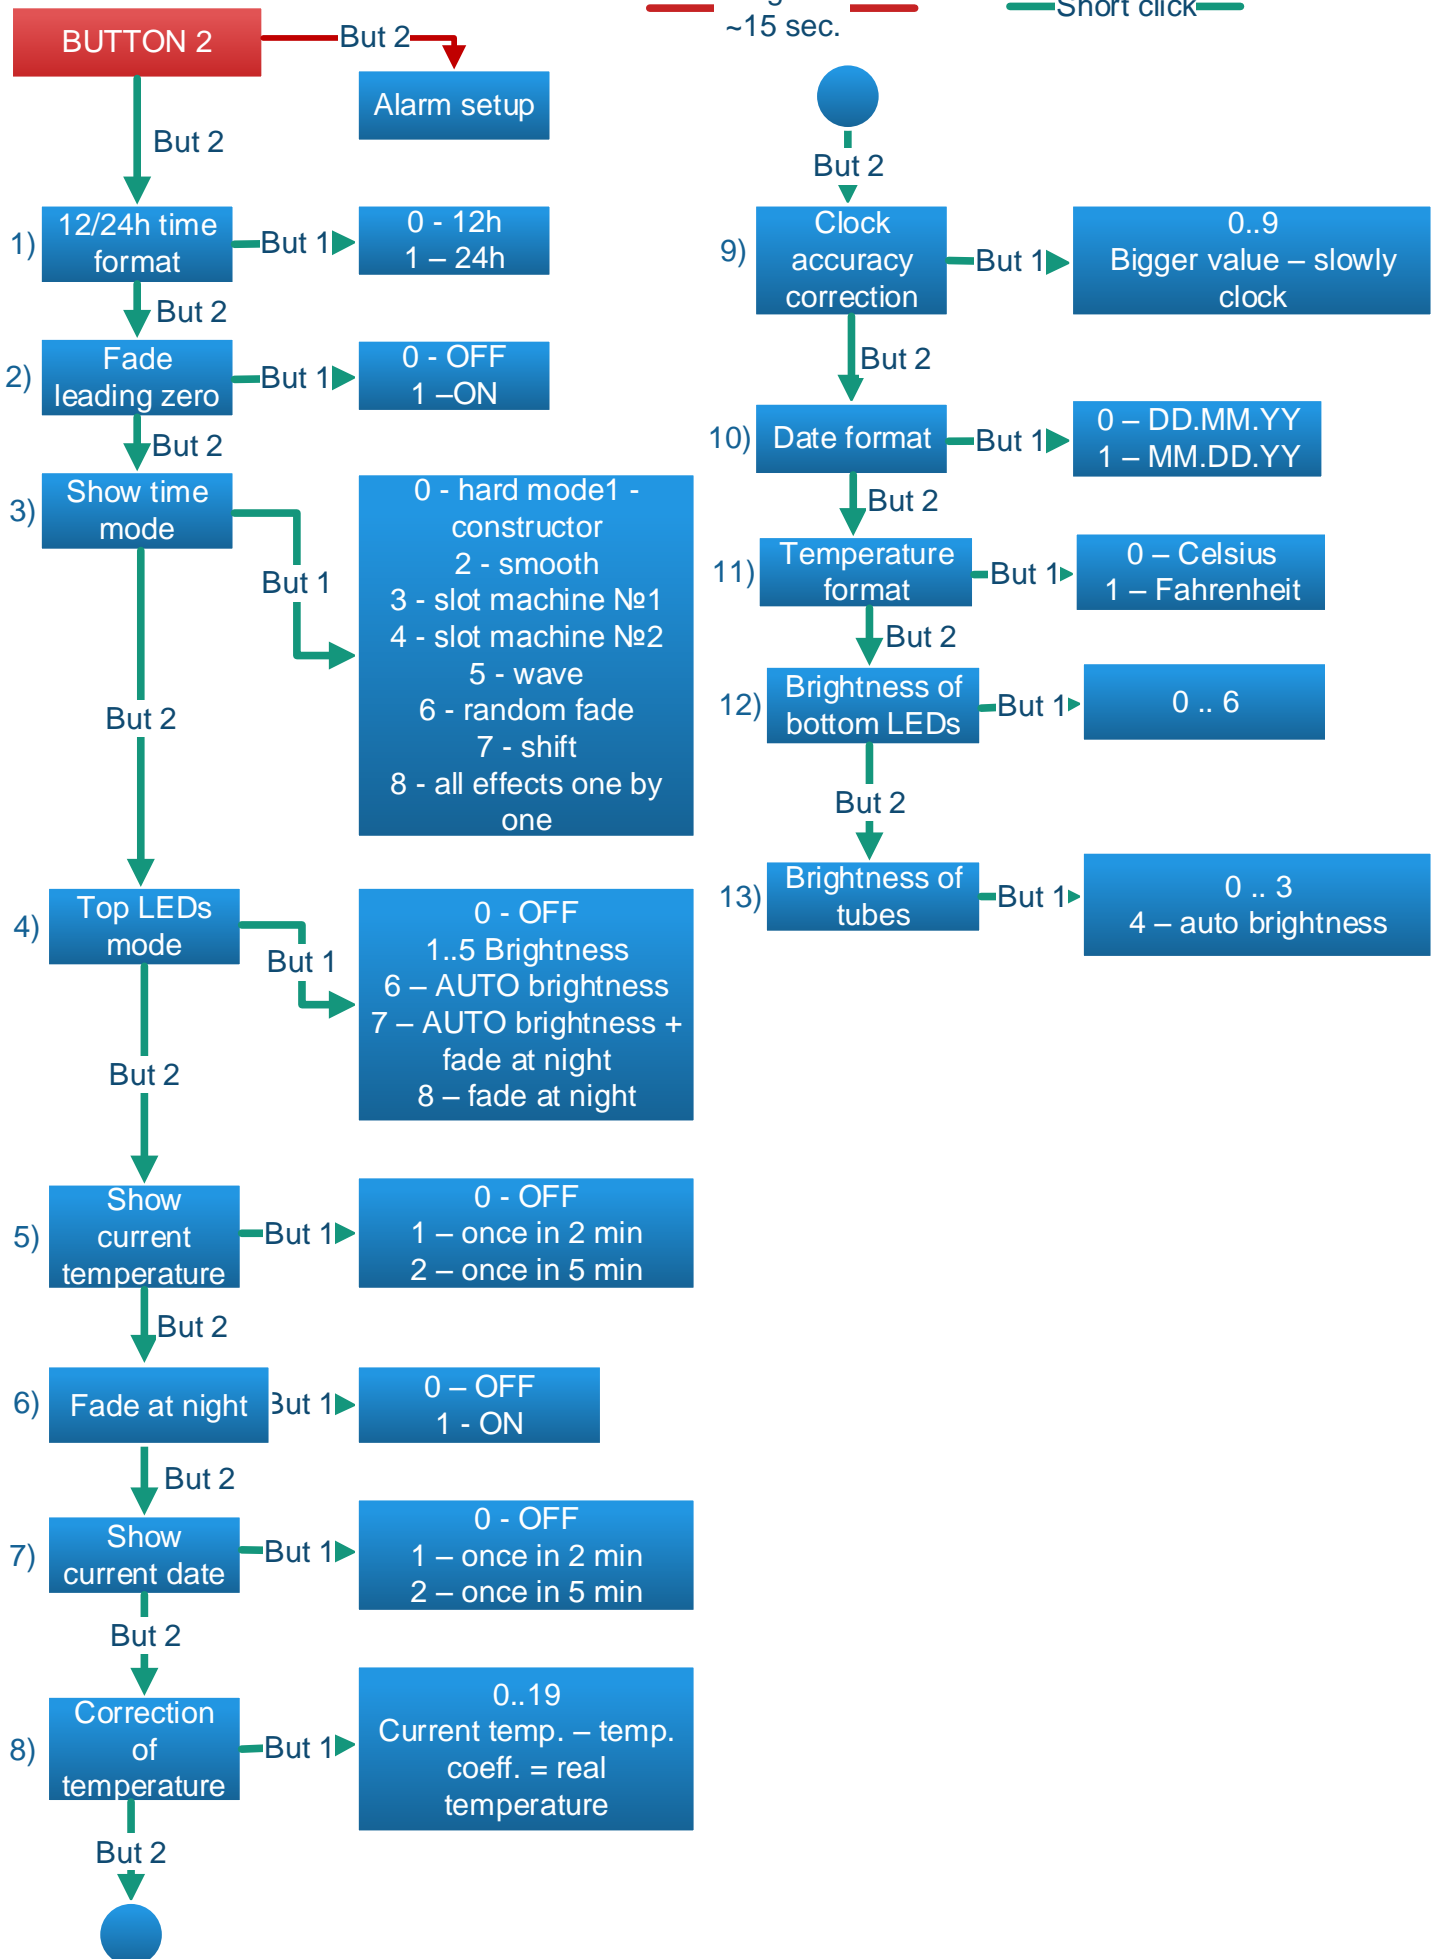 ~15 sec.
Short click
BUTTON 2
But 2
Alarm setup
But 2
1)
12/24h time
format
But 1
0 - 12h
1 – 24h
But 2
2)
Fade
leading zero
But 1
0 - OFF
1 –ON
But 2
3)
Show time
mode
But 1
0 - hard mode1 -
constructor
2 - smooth
3 - slot machine №1
4 - slot machine №2
5 - wave
6 - random fade
7 - shift
8 - all effects one by
one
But 2
4)
Top LEDs
mode
But 1
0 - OFF
1..5 Brightness
6 – AUTO brightness
7 – AUTO brightness +
fade at night
8 – fade at night
But 2
5)
Show
current
temperature
But 1
0 - OFF
1 – once in 2 min
2 – once in 5 min
But 2
6)
Fade at night
But 1
0 – OFF
1 - ON
But 2
7)
Show
current date
But 1
0 - OFF
1 – once in 2 min
2 – once in 5 min
But 2
8)
Correction
of
temperature
But 1
0..19
Current temp. – temp.
coeff. = real
temperature
But 2
But 2
9)
Clock
accuracy
correction
But 1
0..9
Bigger value – slowly
clock
But 2
10)
Date format
But 1
0 – DD.MM.YY
1 – MM.DD.YY
But 2
11)
Temperature
format
But 1
0 – Celsius
1 – Fahrenheit
But 2
12)
Brightness of
bottom LEDs
But 1
0 .. 6
But 2
13)
Brightness of
tubes
But 1
0 .. 3
4 – auto brightness